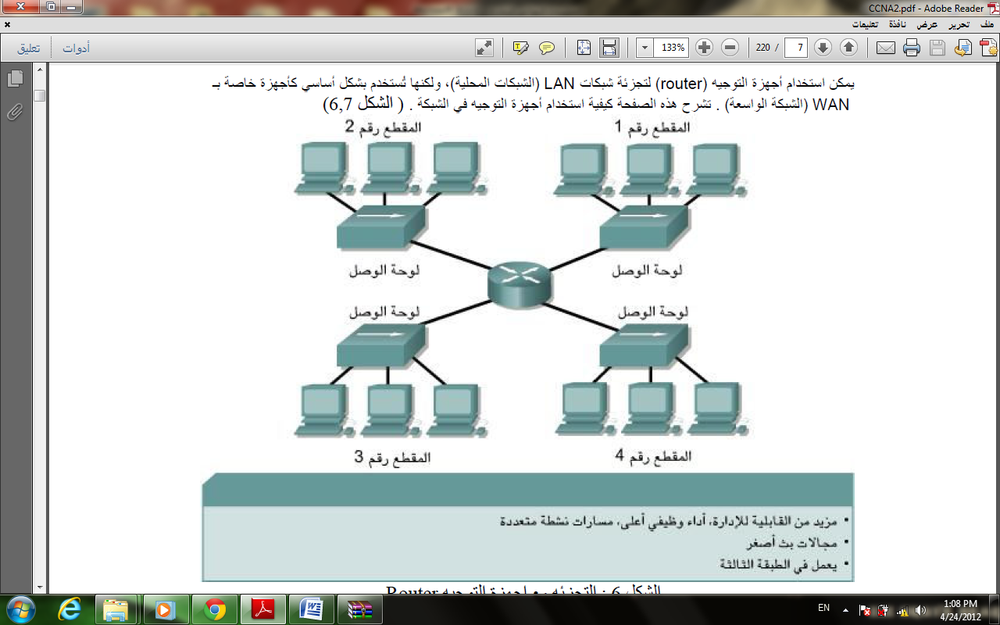 CCNA2.pdf - Adobe Reader
ملف تحرير عرض نافذة تعليمات
7 / 220 133% أدوات تعليق
يمكن استخدام أجهزة التوجيه (router) لتجزئة شبكات LAN (الشبكات المحلية)، ولكنها تُستخدم بشكل أساسي كأجهزة خاصة بـ
WAN (الشبكة الواسعة) . تشرح هذه الصفحة كيفية استخدام أجهزة التوجيه في الشبكة . ( الشكل 6,7)
المقطع رقم 1
المقطع رقم 2
لوحة الوصل
لوحة الوصل
لوحة الوصل
لوحة الوصل
المقطع رقم 4
المقطع رقم 3
• مزيد من القابلية للإدارة، أداء وظيفي أعلى، مسارات نشطة متعددة
• مجالات بث أصغر
• يعمل في الطبقة الثالثة
الشكل 6 : التجزئه مع اجهزة التوجيه Router
EN
1:08 PM
4/24/2012